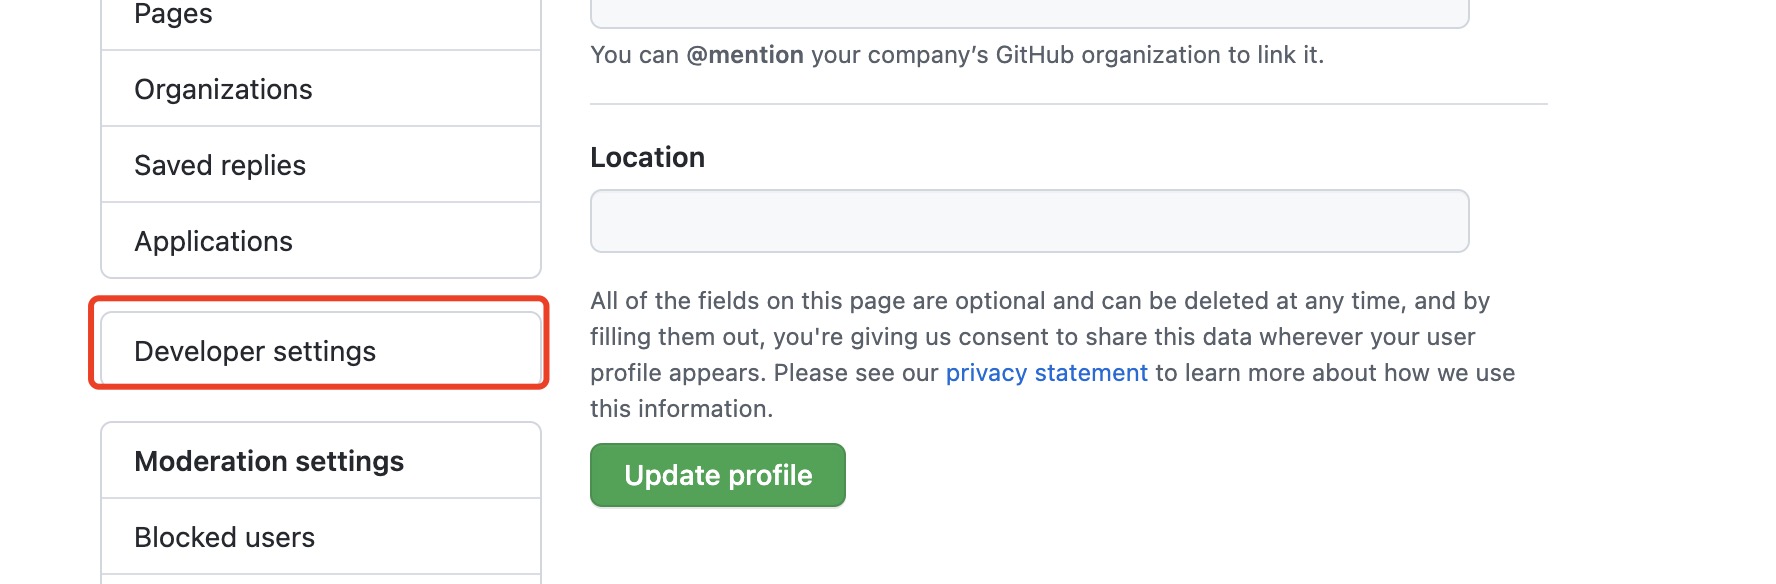 Pages
Organizations
Saved replies
Applications
Developer settings
Moderation settings
Blocked users
You can @mention your company’s GitHub organization to link it.
Location
All of the fields on this page are optional and can be deleted at any time, and by
filling them out, you're giving us consent to share this data wherever your user
profile appears. Please see our privacy statement to learn more about how we use
this information.
Update profile